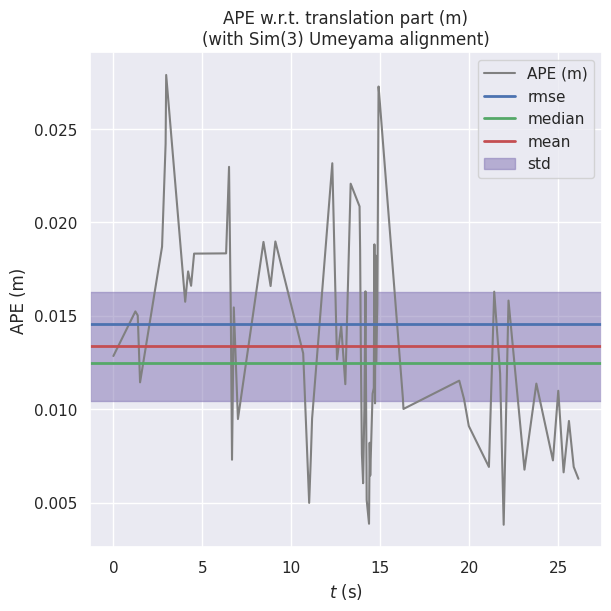 APE w.r.t. translation part (m)
(with Sim(3) Umeyama alignment)
APE (m)
rmse
median
mean
std
0.025
0.020
0.015
0.010
0.005
APE (m)
0
5
10
15
20
25
t (s)